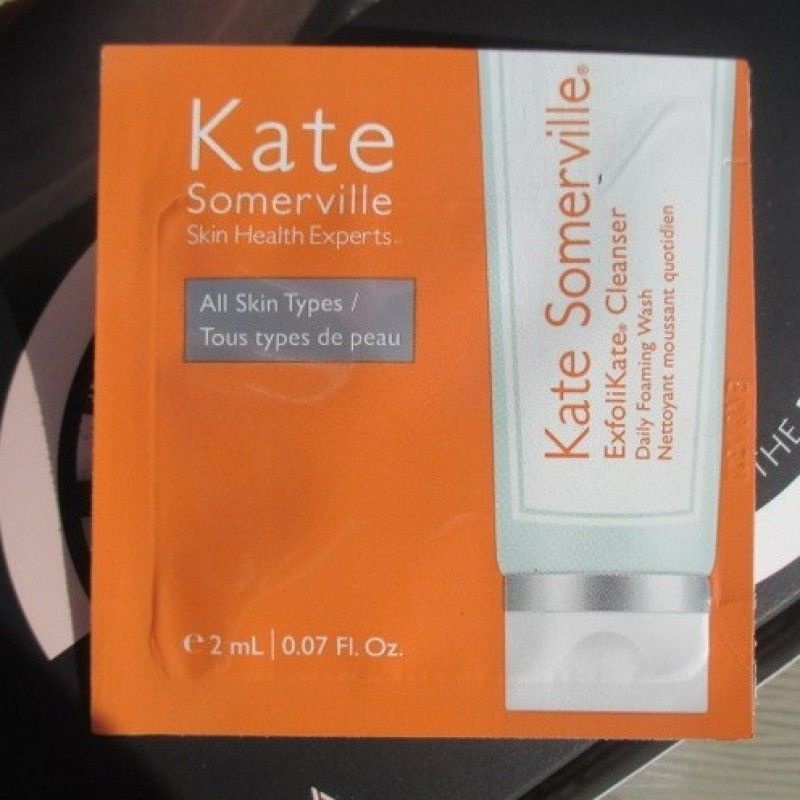 Kate
Somerville
Skin Health Experts
All Skin Types /
Tous types de peau
e 2 mL | 0.07 Fl. Oz.
Kate Somerville®
ExfoliKate® Cleanser
Daily Foaming Wash
Nettoyant moussant quotidien
THE